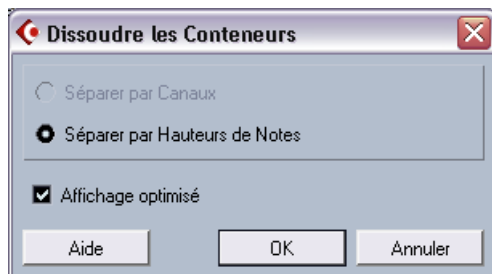 Dissoudre les Conteneurs
Séparer par Canaux
Séparer par Hauteurs de Notes
Affichage optimisé
Aide OK Annuler